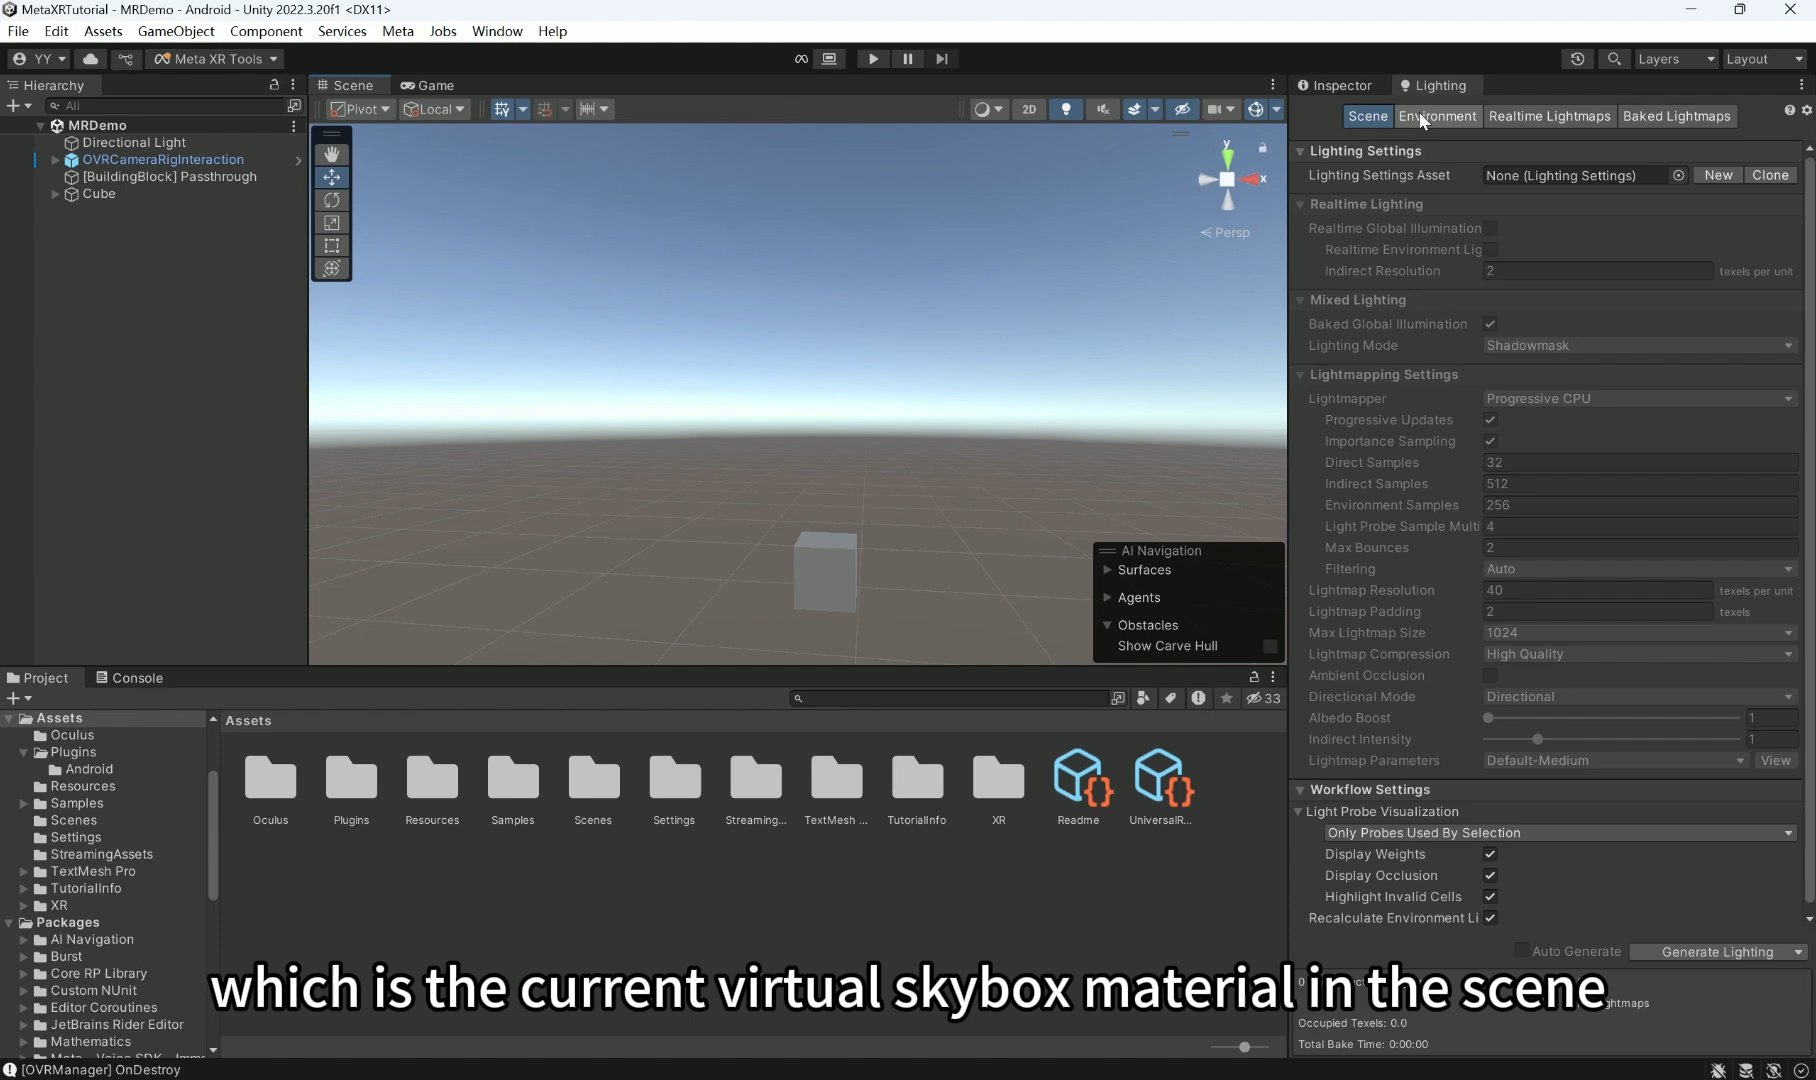 MetaXRTutorial - MRDemo - Android - Unity 2022.3.20f1 <DX11>
File Edit Assets GameObject Component Services Meta Jobs Window Help
YY Meta XR Tools Layers Layout
Hierarchy
All
MRDemo
Directional Light
OVRCameraRigInteraction
[BuildingBlock] Passthrough
Cube
Scene Game
Pivot Local 2D
y
x
Persp
AI Navigation
Surfaces
Agents
Obstacles
Show Carve Hull
Inspector Lighting
Scene Environment Realtime Lightmaps Baked Lightmaps
Lighting Settings
Lighting Settings Asset None (Lighting Settings) New Clone
Realtime Lighting
Realtime Global Illumination
Realtime Environment Lig
Indirect Resolution 2 texels per unit
Mixed Lighting
Baked Global Illumination
Lighting Mode Shadowmask
Lightmapping Settings
Lightmapper Progressive CPU
Progressive Updates
Importance Sampling
Direct Samples 32
Indirect Samples 512
Environment Samples 256
Light Probe Sample Multi 4
Max Bounces 2
Filtering Auto
Lightmap Resolution 40 texels per unit
Lightmap Padding 2 texels
Max Lightmap Size 1024
Lightmap Compression High Quality
Ambient Occlusion
Directional Mode Directional
Albedo Boost 1
Indirect Intensity 1
Lightmap Parameters Default-Medium View
Workflow Settings
Light Probe Visualization
Only Probes Used By Selection
Display Weights
Display Occlusion
Highlight Invalid Cells
Recalculate Environment Li
Auto Generate Generate Lighting
ghtmaps
Occupied Texels: 0.0
Total Bake Time: 0:00:00
Project Console
33
Assets
Oculus
Plugins
Android
Resources
Samples
Scenes
Settings
StreamingAssets
TextMesh Pro
TutorialInfo
XR
Packages
AI Navigation
Burst
Core RP Library
Custom NUnit
Editor Coroutines
JetBrains Rider Editor
Mathematics
Assets
Oculus Plugins Resources Samples Scenes Settings Streaming... TextMesh ... TutorialInfo XR Readme UniversalR...
which is the current virtual skybox material in the scene
[OVRManager] OnDestroy